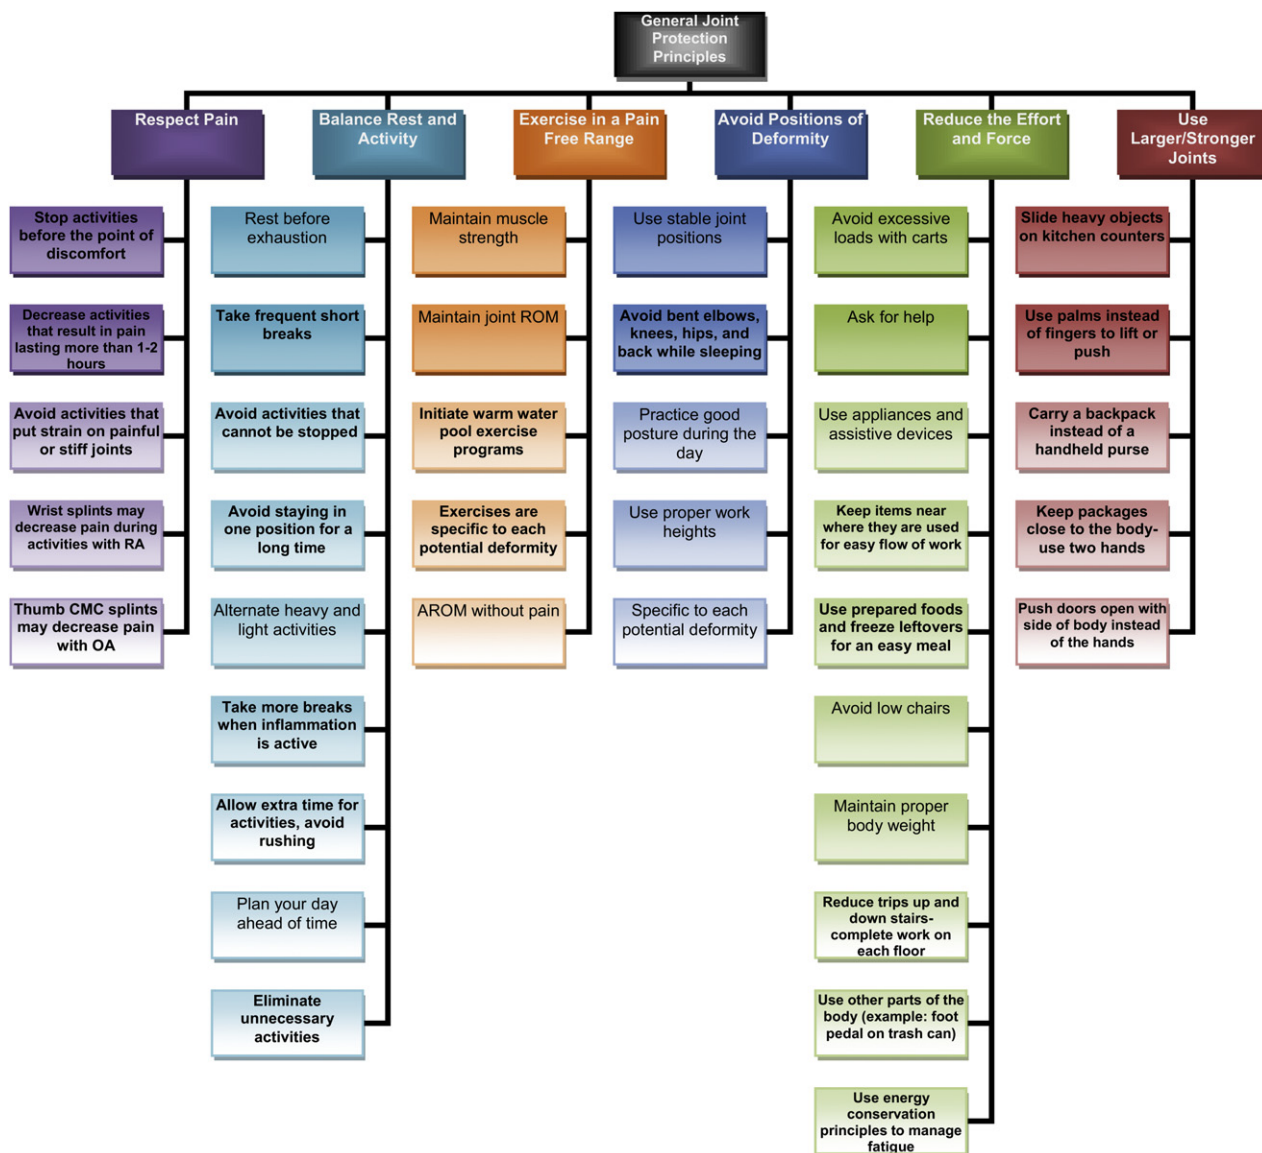 General Joint
Protection
Principles
Respect Pain
Stop activities
before the point of
discomfort
Decrease activities
that result in pain
lasting more than 1-2
hours
Avoid activities that
put strain on painful
or stiff joints
Wrist splints may
decrease pain during
activities with RA
Thumb CMC splints
may decrease pain
with OA
Balance Rest and
Activity
Rest before
exhaustion
Take frequent short
breaks
Avoid activities that
cannot be stopped
Avoid staying in
one position for a
long time
Alternate heavy and
light activities
Take more breaks
when inflammation
is active
Allow extra time for
activities, avoid
rushing
Plan your day
ahead of time
Eliminate
unnecessary
activities
Exercise in a Pain
Free Range
Maintain muscle
strength
Maintain joint ROM
Initiate warm water
pool exercise
programs
Exercises are
specific to each
potential deformity
AROM without pain
Avoid Positions of
Deformity
Use stable joint
positions
Avoid bent elbows,
knees, hips, and
back while sleeping
Practice good
posture during the
day
Use proper work
heights
Specific to each
potential deformity
Reduce the Effort
and Force
Avoid excessive
loads with carts
Ask for help
Use appliances and
assistive devices
Keep items near
where they are used
for easy flow of work
Use prepared foods
and freeze leftovers
for an easy meal
Avoid low chairs
Maintain proper
body weight
Reduce trips up and
down stairs-
complete work on
each floor
Use other parts of the
body (example: foot
pedal on trash can)
Use energy
conservation
principles to manage
fatigue
Use
Larger/Stronger
Joints
Slide heavy objects
on kitchen counters
Use palms instead
of fingers to lift or
push
Carry a backpack
instead of a
handheld purse
Keep packages
close to the body-
use two hands
Push doors open with
side of body instead
of the hands